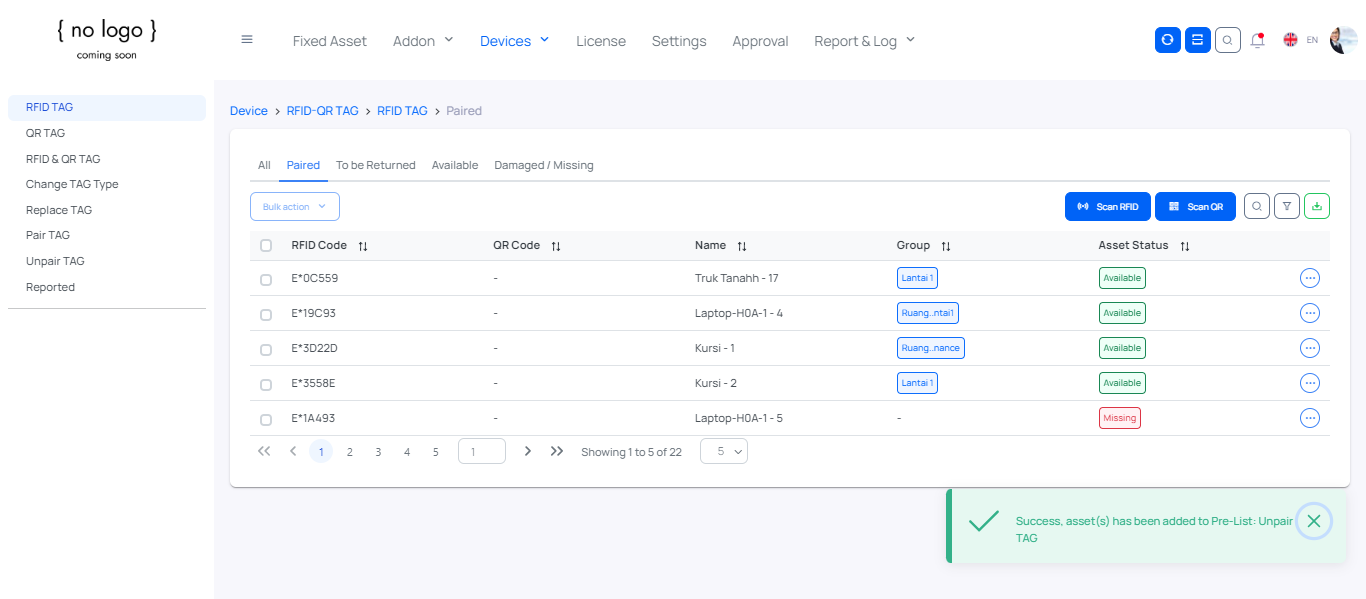 { no logo }
coming soon
Fixed Asset Addon Devices License Settings Approval Report & Log EN
RFID TAG
QR TAG
RFID & QR TAG
Change TAG Type
Replace TAG
Pair TAG
Unpair TAG
Reported
Device > RFID-QR TAG > RFID TAG > Paired
All Paired To be Returned Available Damaged / Missing
Bulk action Scan RFID Scan QR
RFID Code QR Code Name Group Asset Status
E*0C559 - Truk Tanahh - 17 Lantai 1 Available
E*19C93 - Laptop-H0A-1 - 4 Ruang..ntai1 Available
E*3D22D - Kursi - 1 Ruang..nance Available
E*3558E - Kursi - 2 Lantai 1 Available
E*1A493 - Laptop-H0A-1 - 5 - Missing
1 2 3 4 5 1 Showing 1 to 5 of 22 5
Success, asset(s) has been added to Pre-List: Unpair
TAG